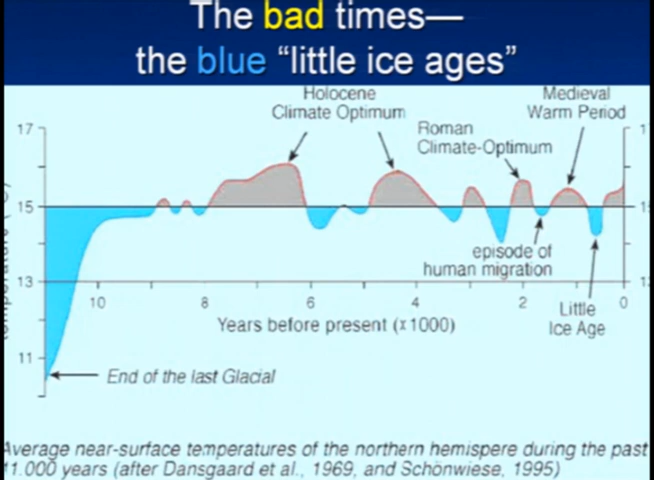 The bad times—
the blue “little ice ages”
Holocene
Climate Optimum
Medieval
Warm Period
Roman
Climate-Optimum
17
15
15
episode of
human migration
13
10
8
6
4
2
0
Years before present (x1000)
Little
Ice Age
11
End of the last Glacial
Average near-surface temperatures of the northern hemispere during the past
11.000 years (after Dansgaard et al., 1969, and Schönwiese, 1995)